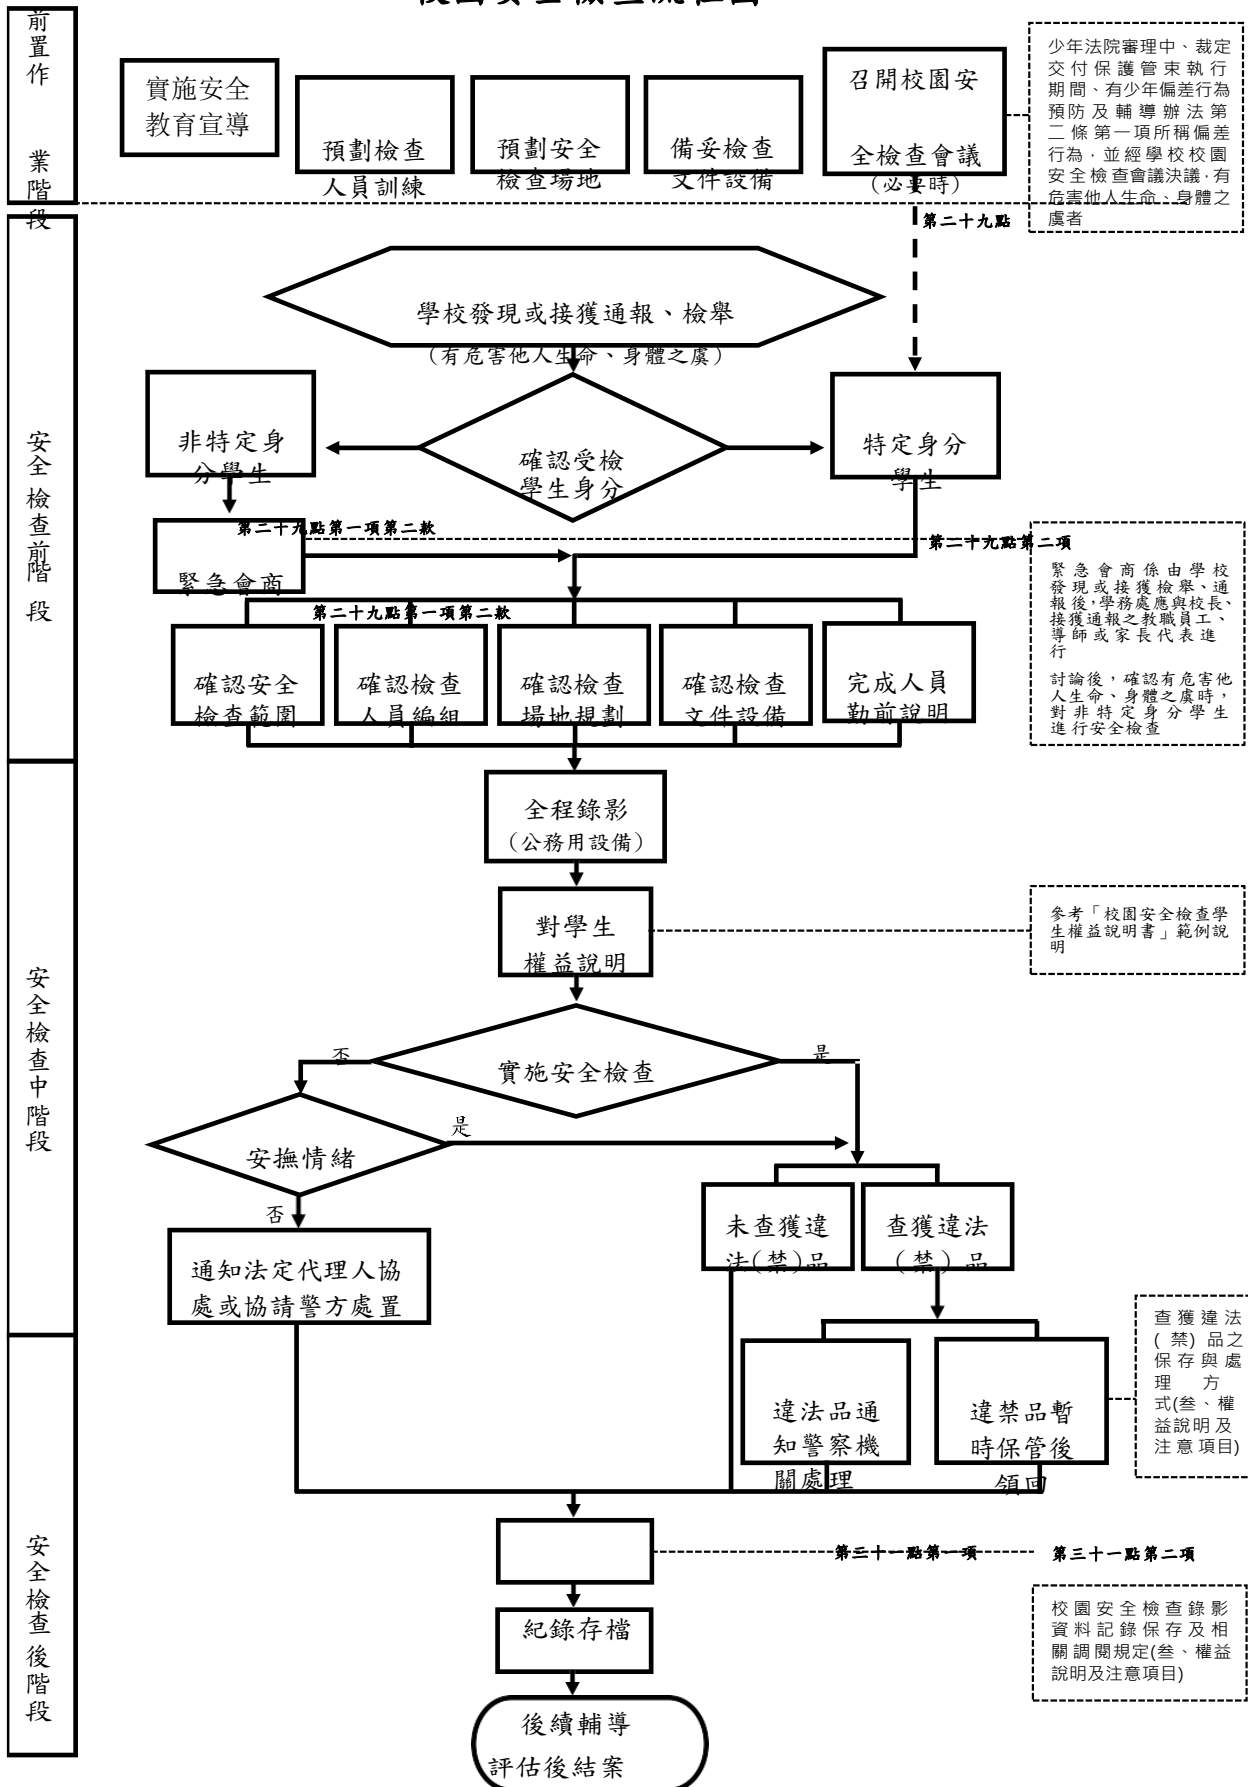 校園安全檢查流程圖
前
置
作
業
階
段
實施安全
教育宣導
預劃檢查
人員訓練
預劃安全
檢查場地
備妥檢查
文件設備
召開校園安
全檢查會議
(必要時)
少年法院審理中、裁定
交付保護管束執行
期間、有少年偏差行為
預防及輔導辦法第
二條第一項所稱偏差
行為，並經學校校園
安全檢查會議決議，有
危害他人生命、身體之
虞者
第二十九點
學校發現或接獲通報、檢舉
(有危害他人生命、身體之虞)
安
全
檢
查
前
階
段
非特定身
分學生
確認受檢
學生身分
特定身分
學生
第二十九點第一項第二款
第二十九點第二項
緊急會商
緊急會商係由學校
發現或接獲檢舉、通
報後,學務處應與校長、
接獲通報之教職員工、
導師或家長代表進
行
討論後，確認有危害他
人生命、身體之虞時，
對非特定身分學生
進行安全檢查
第二十九點第一項第二款
確認安全
檢查範圍
確認檢查
人員編組
確認檢查
場地規劃
確認檢查
文件設備
完成人員
勤前說明
安
全
檢
查
中
階
段
全程錄影
(公務用設備)
對學生
權益說明
參考「校園安全檢查學
生權益說明書」範例說
明
實施安全檢查
否
是
安撫情緒
是
否
通知法定代理人協
處或協請警方處置
未查獲違
法(禁)品
查獲違法
(禁)品
違法品通
知警察機
關處理
違禁品暫
時保管後
領回
查獲違法
(禁)品之
保存與處
理方
式(叁、權
益說明及
注意項目)
安
全
檢
查
後
階
段
第三十一點第一項
第三十一點第二項
紀錄存檔
校園安全檢查錄影
資料記錄保存及相
關調閱規定(叁、權益
說明及注意項目)
後續輔導
評估後結案